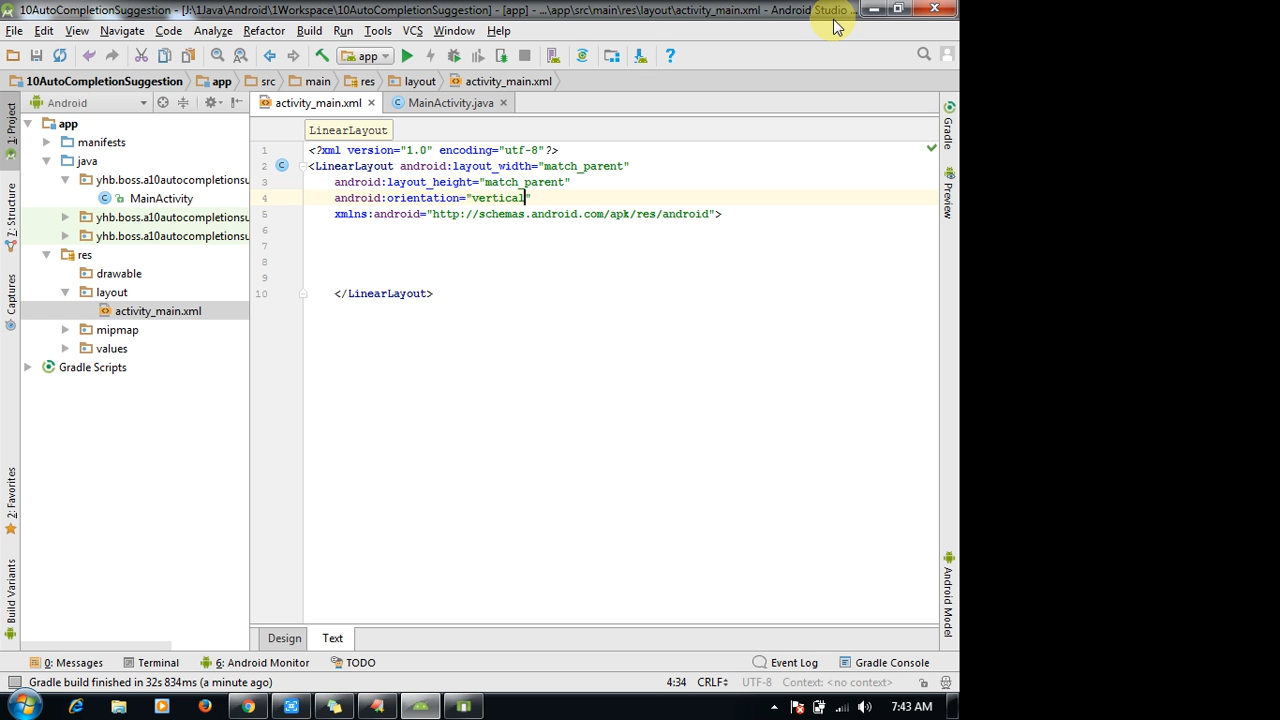 10AutoCompletionSuggestion - [J:\1Java\Android\1Workspace\10AutoCompletionSuggestion] - [app] - ...\app\src\main\res\layout\activity_main.xml - Android Studio ...
File Edit View Navigate Code Analyze Refactor Build Run Tools VCS Window Help
app
10AutoCompletionSuggestion app src main res layout activity_main.xml
Android activity_main.xml MainActivity.java
1: Project
7: Structure
Captures
2: Favorites
Build Variants
app
manifests
java
yhb.boss.a10autocompletionsu
MainActivity
yhb.boss.a10autocompletionsu
yhb.boss.a10autocompletionsu
res
drawable
layout
activity_main.xml
mipmap
values
Gradle Scripts
LinearLayout
1 <?xml version="1.0" encoding="utf-8"?>
2 <LinearLayout android:layout_width="match_parent"
3 android:layout_height="match_parent"
4 android:orientation="vertical"
5 xmlns:android="http://schemas.android.com/apk/res/android">
6
7
8
9
10 </LinearLayout>
Gradle
Preview
Android Model
Design Text
0: Messages Terminal 6: Android Monitor TODO Event Log Gradle Console
Gradle build finished in 32s 834ms (a minute ago) 4:34 CRLF UTF-8 Context: <no context>
7:43 AM